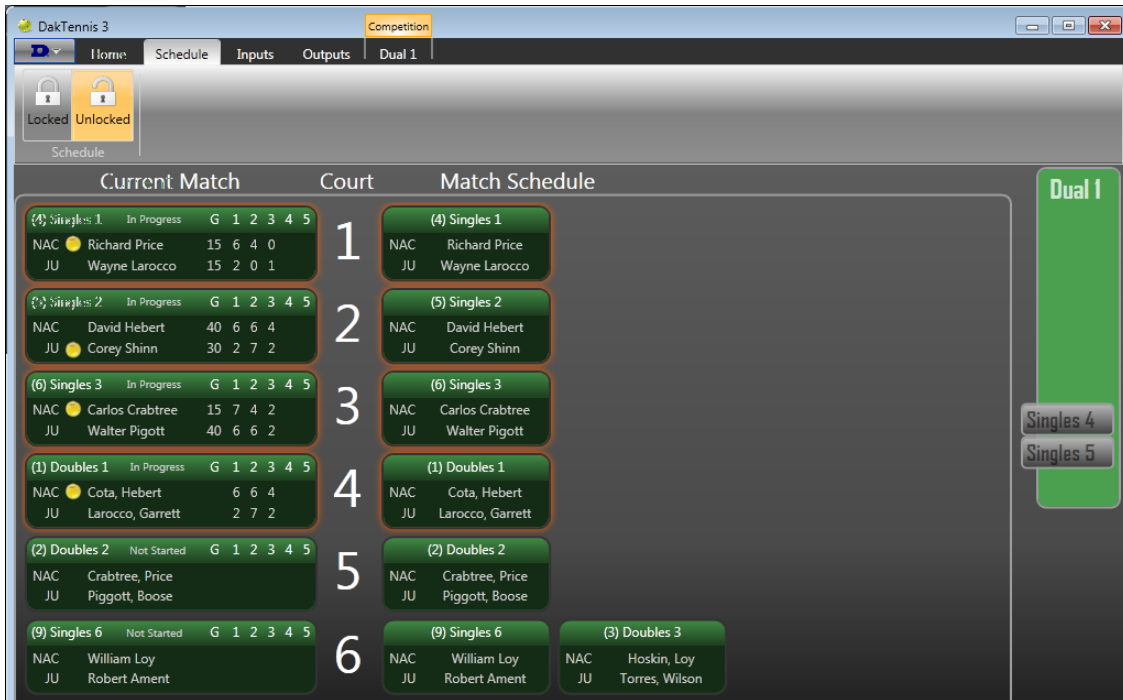 DakTennis 3
Competition
D Home Schedule Inputs Outputs Dual 1
Locked Unlocked
Schedule
Current Match Court Match Schedule
Dual 1
(4) Singles 1 In Progress G 1 2 3 4 5
NAC Richard Price 15 6 4 0
JU Wayne Larocco 15 2 0 1
1
(4) Singles 1
NAC Richard Price
JU Wayne Larocco
(5) Singles 2 In Progress G 1 2 3 4 5
NAC David Hebert 40 6 6 4
JU Corey Shinn 30 2 7 2
2
(5) Singles 2
NAC David Hebert
JU Corey Shinn
(6) Singles 3 In Progress G 1 2 3 4 5
NAC Carlos Crabtree 15 7 4 2
JU Walter Pigott 40 6 6 2
3
(6) Singles 3
NAC Carlos Crabtree
JU Walter Pigott
Singles 4
Singles 5
(1) Doubles 1 In Progress G 1 2 3 4 5
NAC Cota, Hebert 6 6 4
JU Larocco, Garrett 2 7 2
4
(1) Doubles 1
NAC Cota, Hebert
JU Larocco, Garrett
(2) Doubles 2 Not Started G 1 2 3 4 5
NAC Crabtree, Price
JU Piggott, Boose
5
(2) Doubles 2
NAC Crabtree, Price
JU Piggott, Boose
(9) Singles 6 Not Started G 1 2 3 4 5
NAC William Loy
JU Robert Ament
6
(9) Singles 6
NAC William Loy
JU Robert Ament
(3) Doubles 3
NAC Hoskin, Loy
JU Torres, Wilson